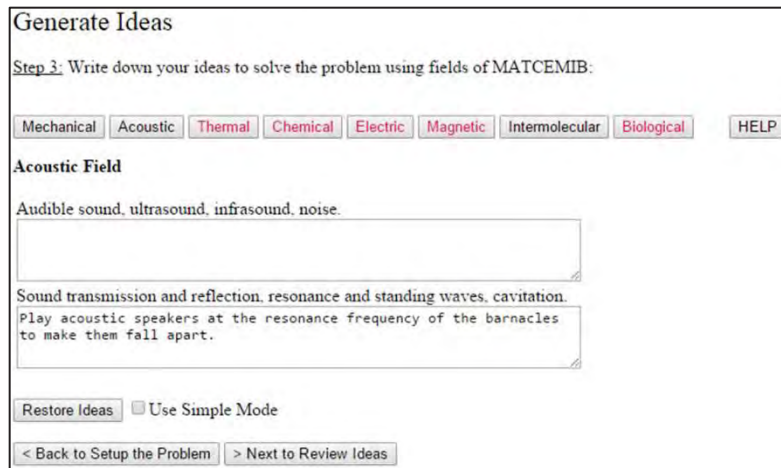 Generate Ideas
Step 3: Write down your ideas to solve the problem using fields of MATCEMIB:
Mechanical Acoustic Thermal Chemical Electric Magnetic Intermolecular Biological HELP
Acoustic Field
Audible sound, ultrasound, infrasound, noise.
Sound transmission and reflection, resonance and standing waves, cavitation.
Play acoustic speakers at the resonance frequency of the barnacles
to make them fall apart.
Restore Ideas Use Simple Mode
< Back to Setup the Problem > Next to Review Ideas